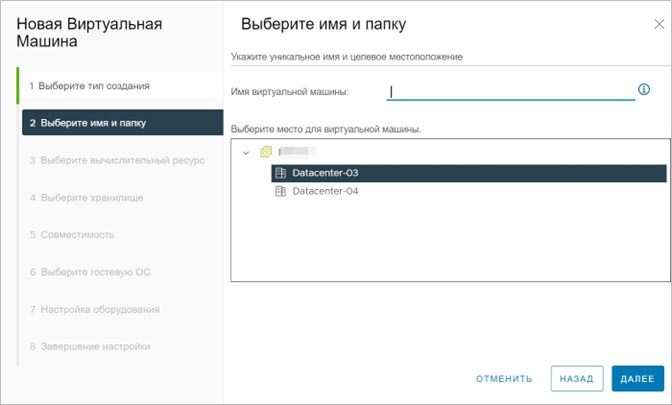 Новая Виртуальная
Машина
1 Выберите тип создания
2 Выберите имя и папку
3 Выберите вычислительный ресурс
4 Выберите хранилище
5 Совместимость
6 Выберите гостевую ОС
7 Настройка оборудования
8 Завершение настройки
Выберите имя и папку
Укажите уникальное имя и целевое местоположение
Имя виртуальной машины:
Выберите место для виртуальной машины.
Datacenter-03
Datacenter-04
ОТМЕНИТЬ
НАЗАД
ДАЛЕЕ